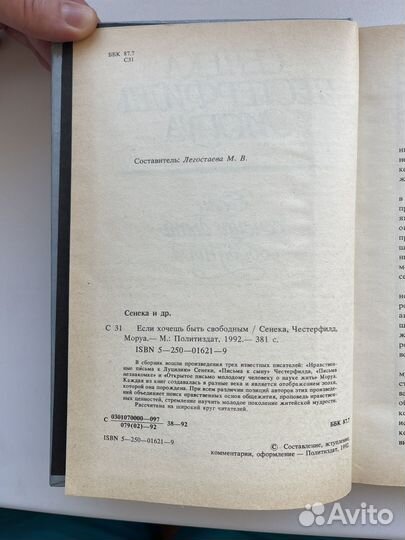 ББК 87.7
С31
Составитель: Легостаева М. В.
Сенека и др.
С 31 Если хочешь быть свободным / Сенека, Честерфилд,
Моруа.— М.: Политиздат, 1992.— 381 с.
ISBN 5—250—01621—9
В сборник вошли произведения трех известных писателей: «Нравствен-
ные письма к Луцилию» Сенеки, «Письма к сыну» Честерфилда, «Письма
незнакомке» и «Открытое письмо молодому человеку о науке жить» Моруа.
Каждая из книг создавалась в разные века и является отображением эпохи,
которой она порождена. При всем различии позиций авторов этих произведений
объединяет поиск нравственных основ общежития, проповедь нравствен-
ных ценностей, стремление научить молодое поколение житейской мудрости.
Рассчитана на широкий круг читателей.
С 0301070000—097
079(02)—92 38—92
ББК 87.7
ISBN 5—250—01621—9
© Составление, вступление,
комментарии, оформление — Политиздат, 1992
Avito